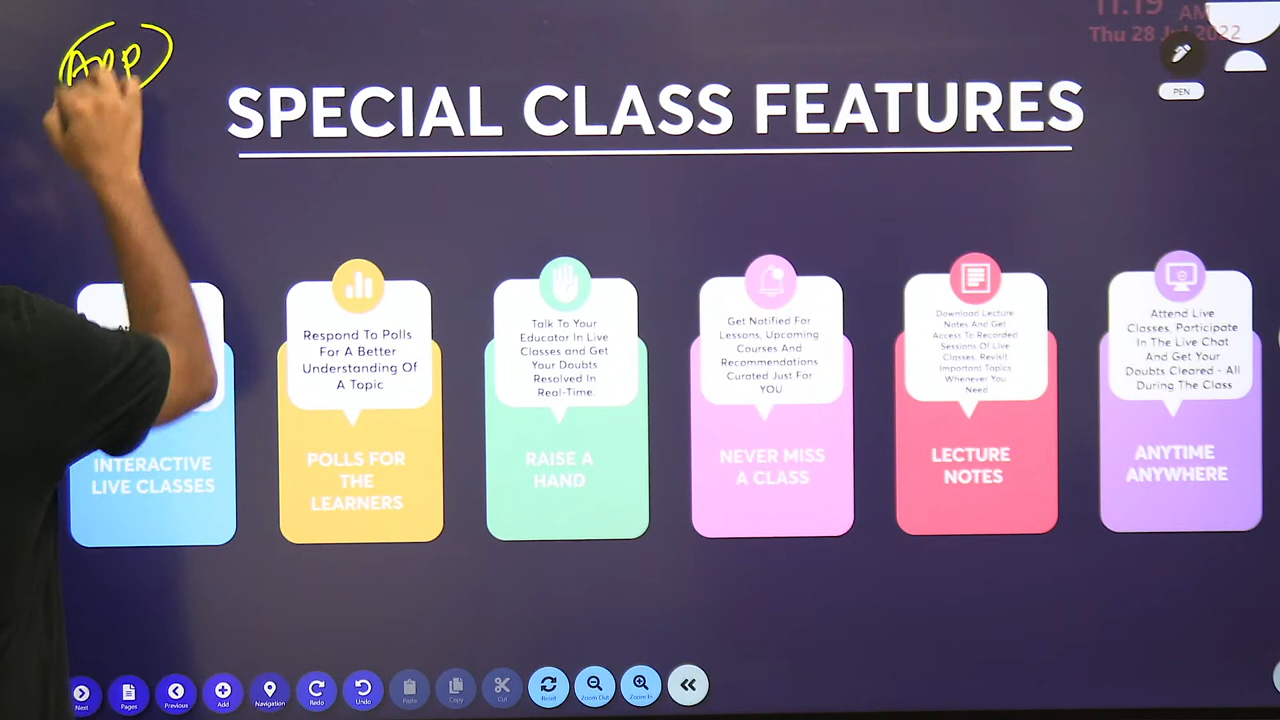 App
11:19 AM
Thu 28 Jul 2022
PEN
SPECIAL CLASS FEATURES
INTERACTIVE
LIVE CLASSES
Respond To Polls
For A Better
Understanding Of
A Topic
POLLS FOR
THE
LEARNERS
Talk To Your
Educator In Live
Classes and Get
Your Doubts
Resolved In
Real-Time.
RAISE A
HAND
Get Notified For
Lessons, Upcoming
Courses And
Recommendations
Curated Just For
YOU
NEVER MISS
A CLASS
Download Lecture
Notes And Get
Access To Recorded
Sessions Of Live
Classes. Revisit
Important Topics
Whenever You
Need
LECTURE
NOTES
Attend Live
Classes, Participate
In The Live Chat
And Get Your
Doubts Cleared - All
During The Class
ANYTIME
ANYWHERE
Next
Pages
Previous
Add
Navigation
Redo
Undo
Paste
Copy
Cut
Reset
Zoom Out
Zoom In